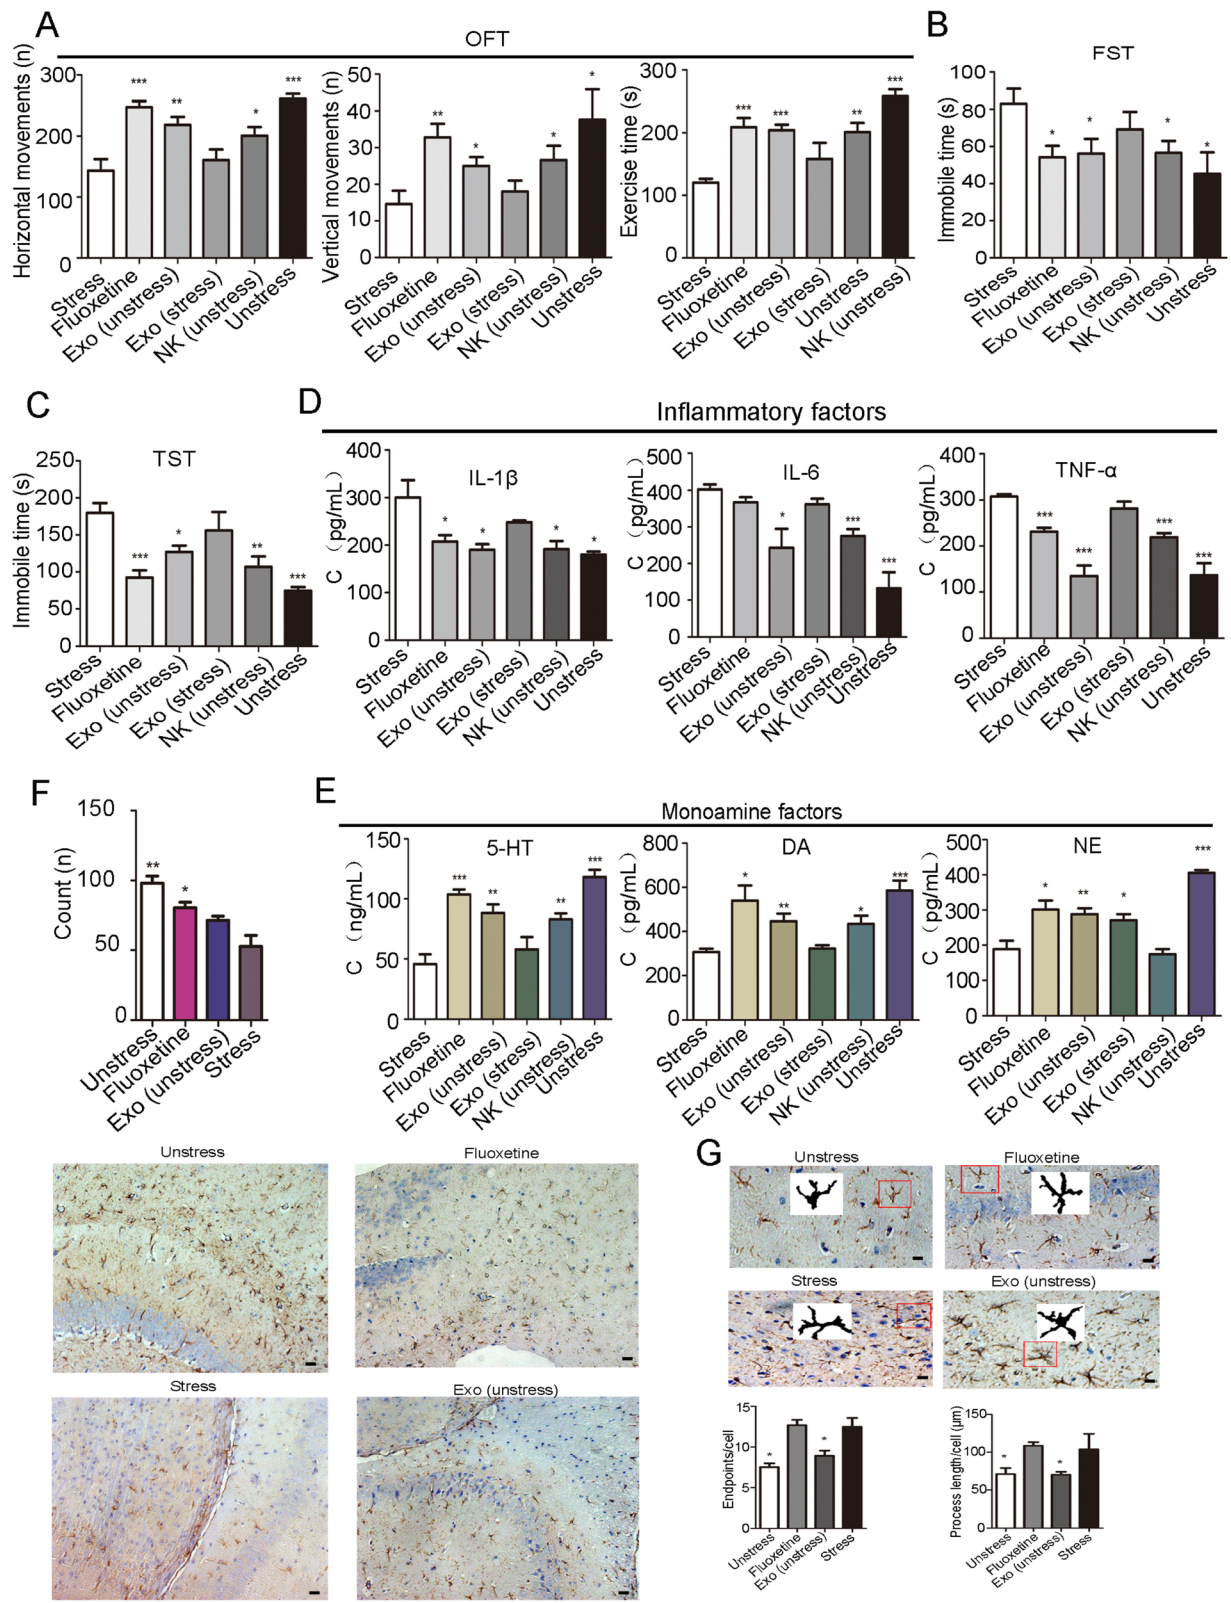 A
OFT
Horizontal movements (n)
300
200
100
0
***
**
*
***
Stress
Fluoxetine
Exo (unstress)
Exo (stress)
NK (unstress)
Unstress
Vertical movements (n)
50
40
30
20
10
0
**
*
*
*
Stress
Fluoxetine
Exo (unstress)
Exo (stress)
NK (unstress)
Unstress
Exercise time (s)
300
200
100
0
***
***
**
***
Stress
Fluoxetine
Exo (unstress)
Exo (stress)
Unstress
NK (unstress)
B
FST
Immobile time (s)
100
80
60
40
20
0
*
*
*
*
Stress
Fluoxetine
Exo (unstress)
Exo (stress)
NK (unstress)
Unstress
C
TST
Immobile time (s)
250
200
150
100
50
0
***
*
**
***
Stress
Fluoxetine
Exo (unstress)
Exo (stress)
NK (unstress)
Unstress
D
Inflammatory factors
IL-1β
C (pg/mL)
400
300
200
100
0
*
*
*
*
Stress
Fluoxetine
Exo (unstress)
Exo (stress)
NK (unstress)
Unstress
IL-6
C (pg/mL)
500
400
300
200
100
0
*
***
***
Stress
Fluoxetine
Exo (unstress)
Exo (stress)
NK (unstress)
Unstress
TNF-α
C (pg/mL)
400
300
200
100
0
***
***
***
***
Stress
Fluoxetine
Exo (unstress)
Exo (stress)
NK (unstress)
Unstress
F
Count (n)
150
100
50
0
**
*
Unstress
Fluoxetine
Exo (unstress)
Stress
E
Monoamine factors
5-HT
C (ng/mL)
150
100
50
0
***
**
**
***
Stress
Fluoxetine
Exo (unstress)
Exo (stress)
NK (unstress)
Unstress
DA
C (pg/mL)
800
600
400
200
0
*
**
*
***
Stress
Fluoxetine
Exo (unstress)
Exo (stress)
NK (unstress)
Unstress
NE
C (pg/mL)
500
400
300
200
100
0
*
**
*
***
Stress
Fluoxetine
Exo (unstress)
Exo (stress)
NK (unstress)
Unstress
Unstress
Fluoxetine
Stress
Exo (unstress)
G
Unstress
Fluoxetine
Stress
Exo (unstress)
Endpoints/cell
15
10
5
0
*
*
Unstress
Fluoxetine
Exo (unstress)
Stress
Process length/cell (μm)
150
100
50
0
*
*
Unstress
Fluoxetine
Exo (unstress)
Stress